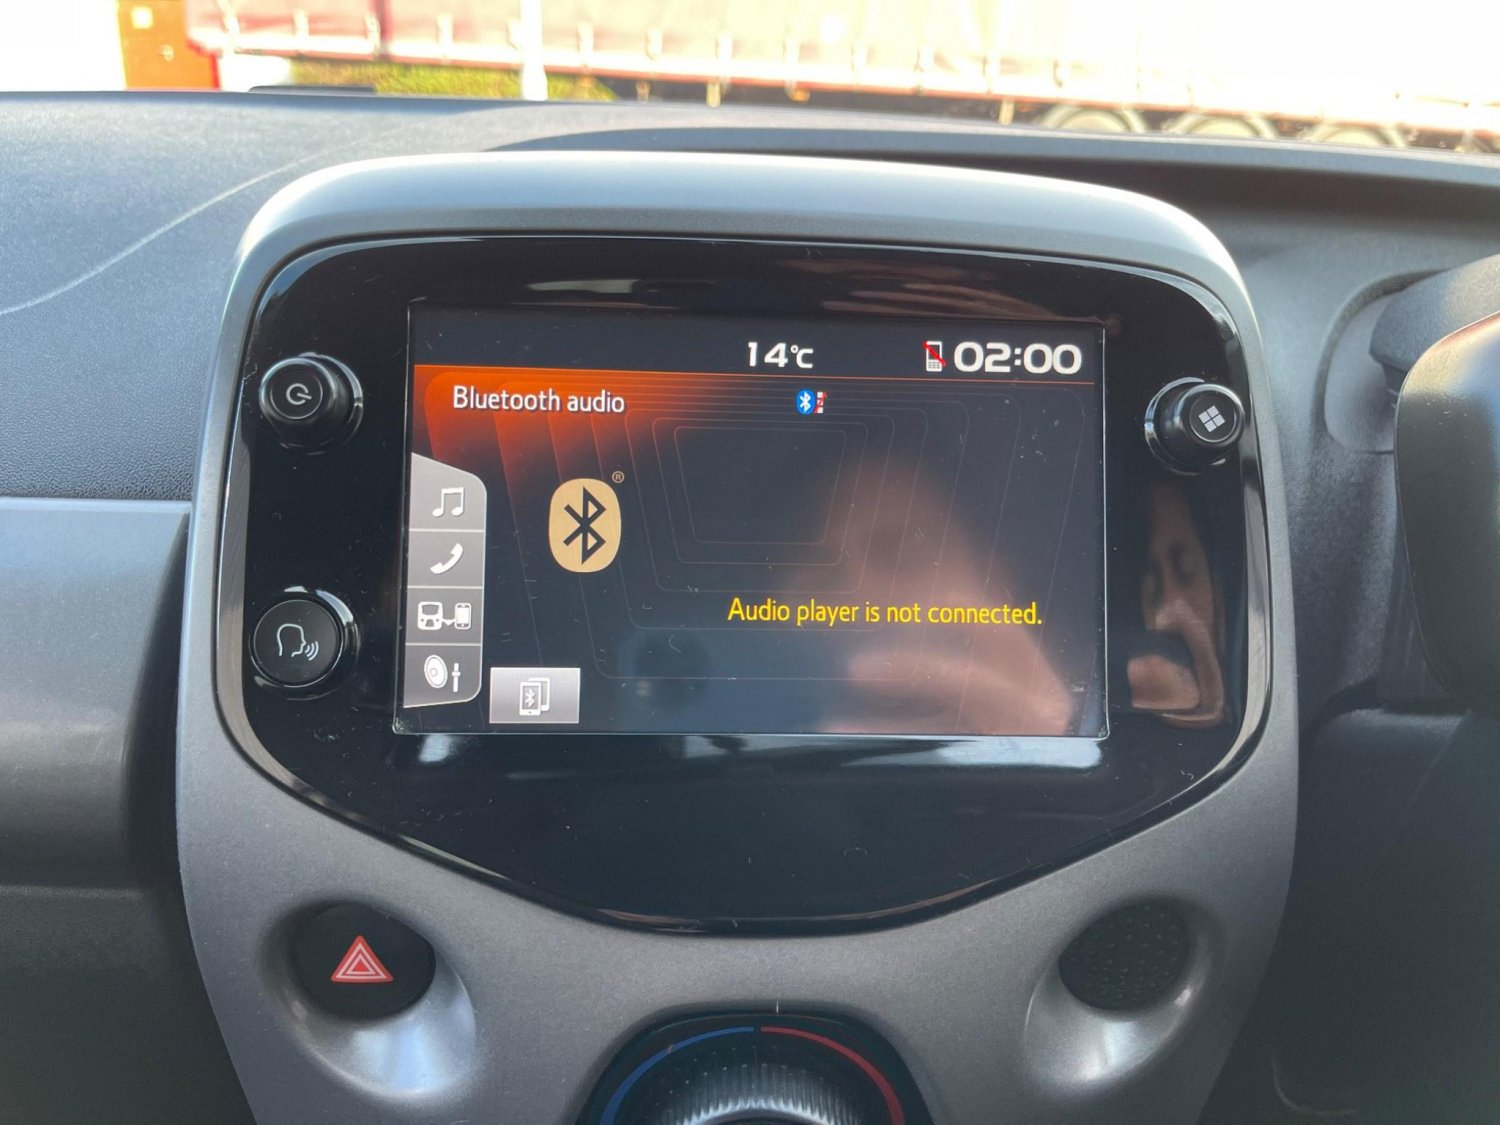 14°C
02:00
Bluetooth audio
®
Audio player is not connected.